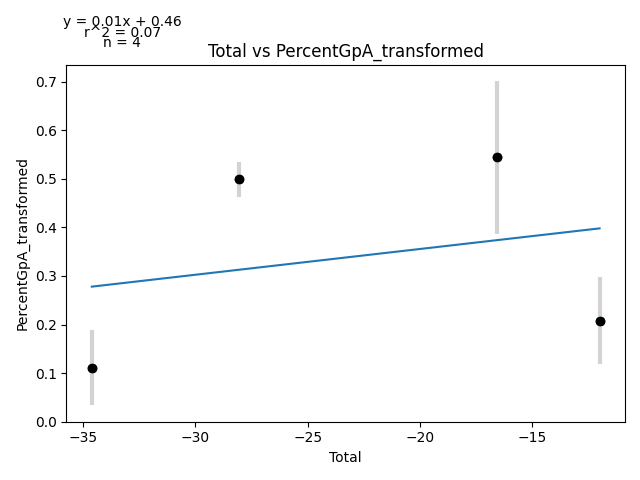 y = 0.01x + 0.46
r^2 = 0.07
n = 4
Total vs PercentGpA_transformed
PercentGpA_transformed
0.7
0.6
0.5
0.4
0.3
0.2
0.1
0.0
−35
−30
−25
−20
−15
Total